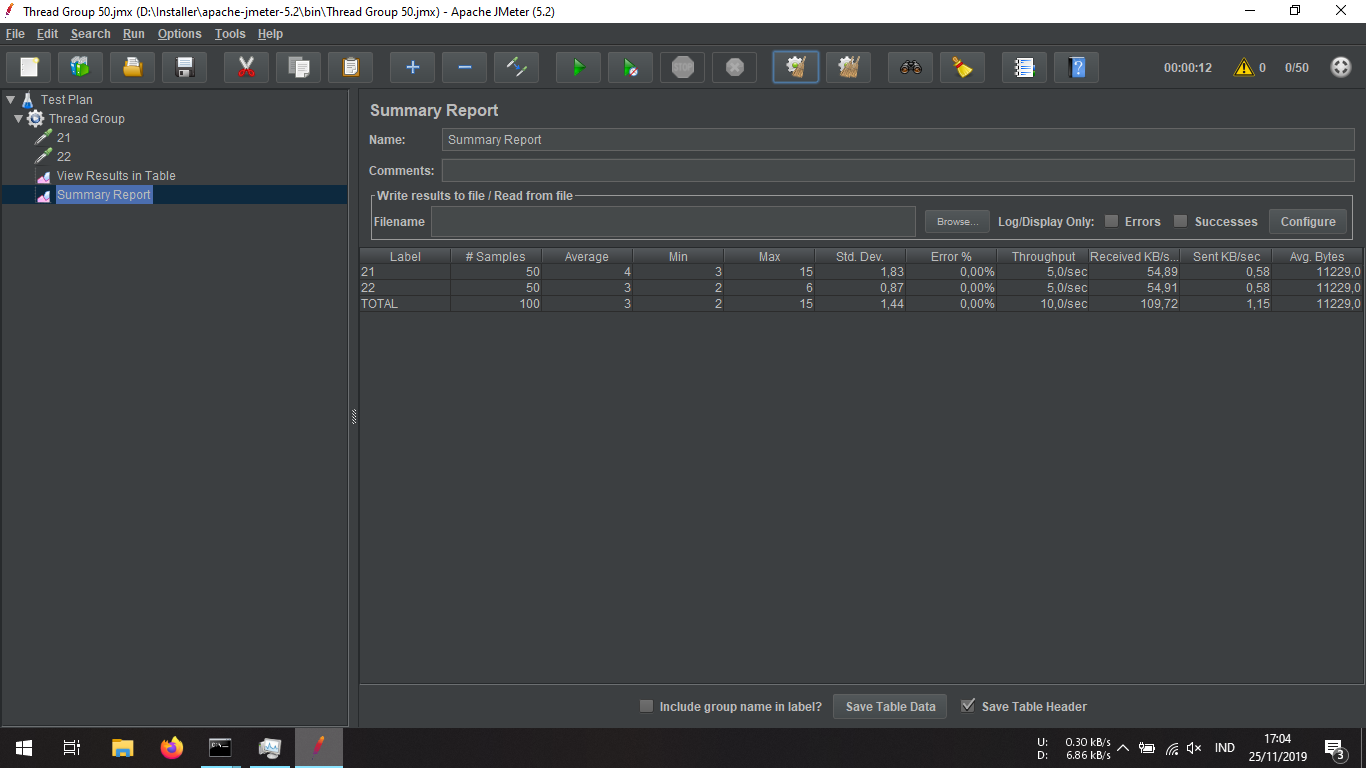 Thread Group 50.jmx (D:\Installer\apache-jmeter-5.2\bin\Thread Group 50.jmx) - Apache JMeter (5.2)
File Edit Search Run Options Tools Help
STOP 00:00:12 0 0/50
Test Plan
Thread Group
21
22
View Results in Table
Summary Report
Summary Report
Name: Summary Report
Comments:
Write results to file / Read from file
Filename Browse... Log/Display Only: Errors Successes Configure
Label # Samples Average Min Max Std. Dev. Error % Throughput Received KB/s... Sent KB/sec Avg. Bytes
21 50 4 3 15 1,83 0,00% 5,0/sec 54,89 0,58 11229,0
22 50 3 2 6 0,87 0,00% 5,0/sec 54,91 0,58 11229,0
TOTAL 100 3 2 15 1,44 0,00% 10,0/sec 109,72 1,15 11229,0
Include group name in label? Save Table Data Save Table Header
U: 0.30 kB/s
D: 6.86 kB/s
IND
17:04
25/11/2019
3